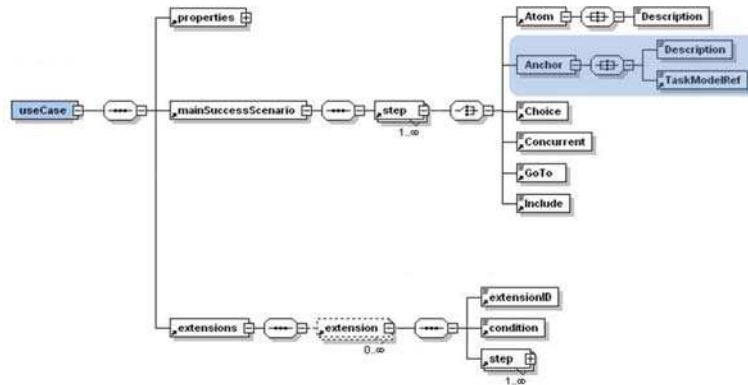 properties
Atom
Description
Anchor
Description
TaskModelRef
useCase
mainSuccessScenario
step
1..∞
Choice
Concurrent
GoTo
Include
extensions
extension
0..∞
extensionID
condition
step
1..∞